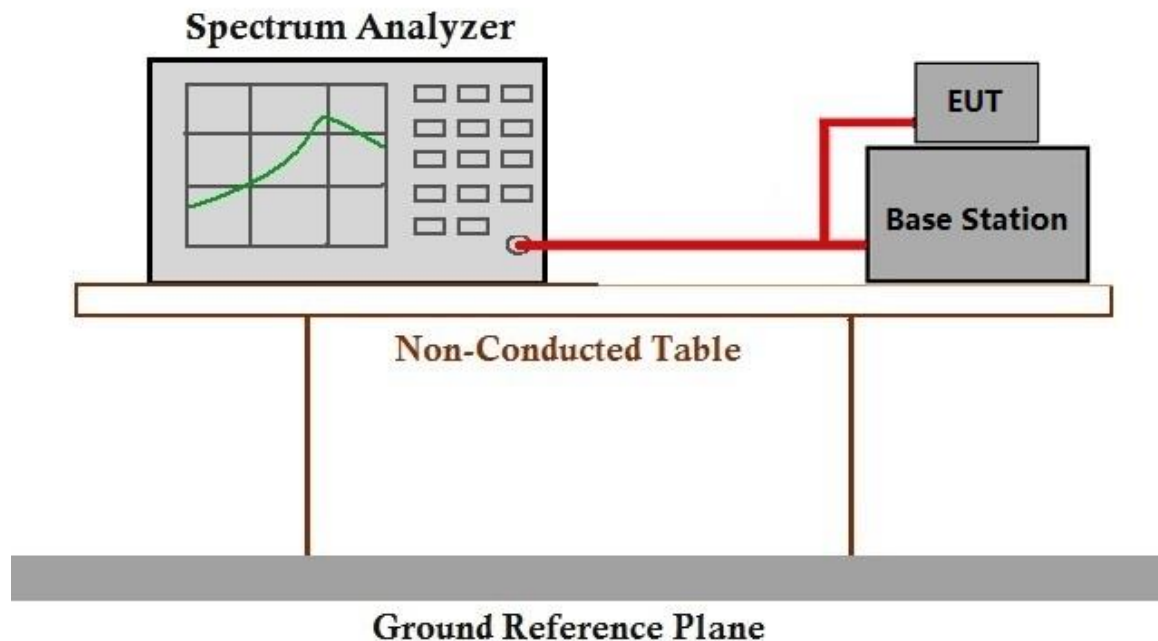 Spectrum Analyzer
EUT
Base Station
Non-Conducted Table
Ground Reference Plane